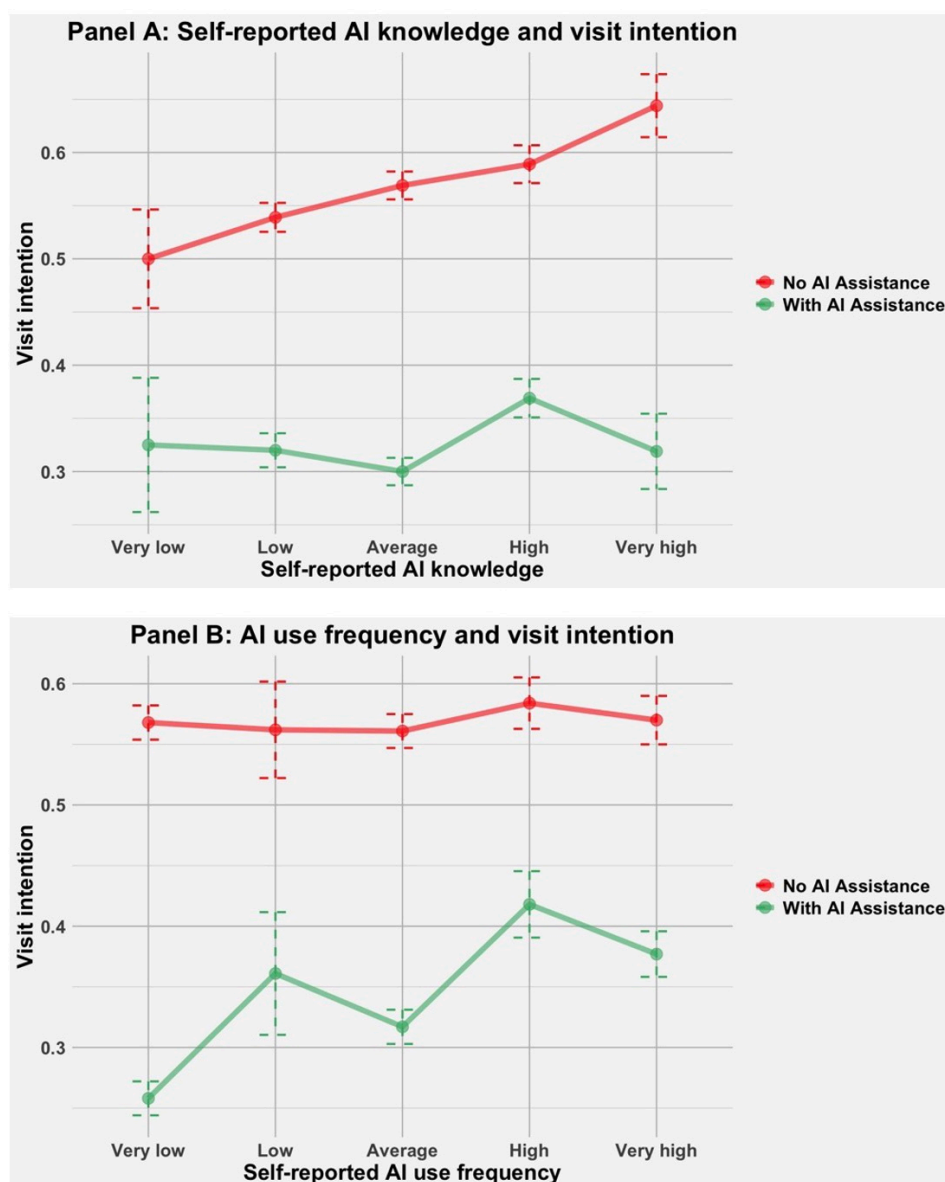 Panel A: Self-reported AI knowledge and visit intention
0.6
0.5
0.4
0.3
Visit intention
No AI Assistance
With AI Assistance
Very low Low Average High Very high
Self-reported AI knowledge
Panel B: AI use frequency and visit intention
0.6
0.5
0.4
0.3
Visit intention
No AI Assistance
With AI Assistance
Very low Low Average High Very high
Self-reported AI use frequency